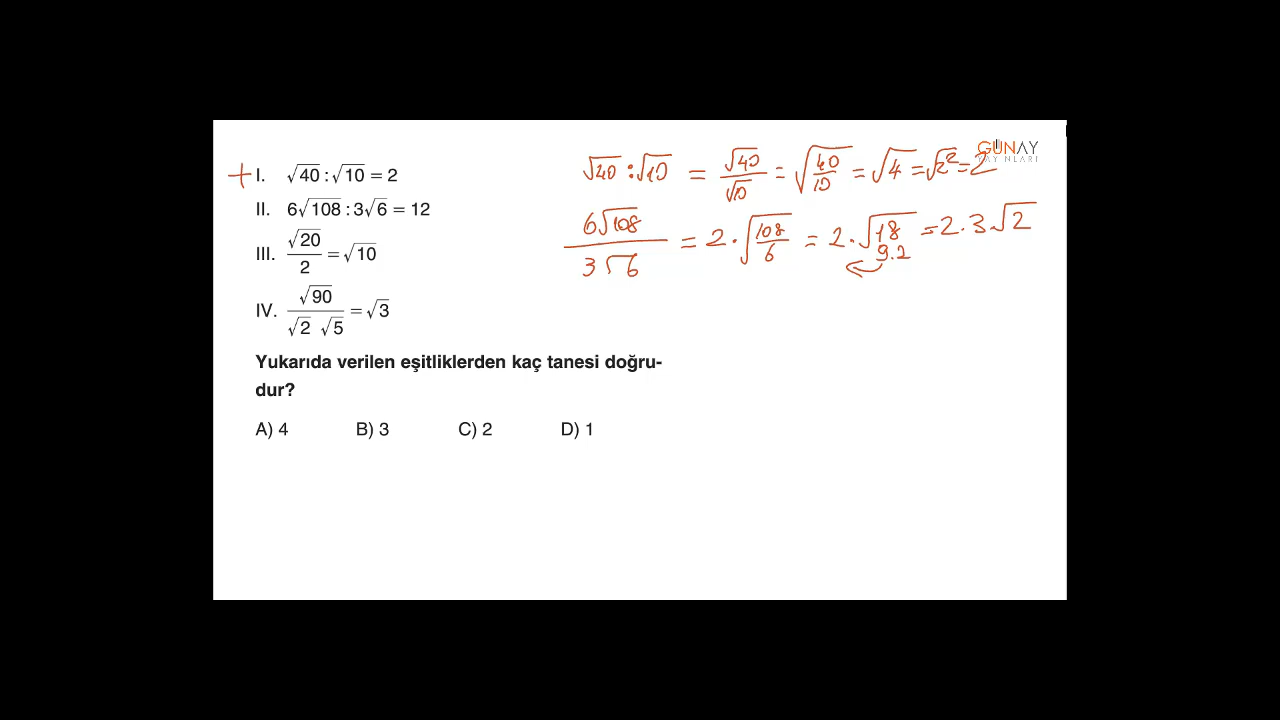 GÜNAY
YAYINLARI
+ I. √40 : √10 = 2
√40 : √10 = √40/√10 = √(40/10) = √4 = √2² = 2
II. 6√108 : 3√6 = 12
6√108/3√6 = 2·√(108/6) = 2·√18 = 2.3√2
9.2
III. √20/2 = √10
IV. √90/(√2 √5) = √3
Yukarıda verilen eşitliklerden kaç tanesi doğru-
dur?
A) 4 B) 3 C) 2 D) 1